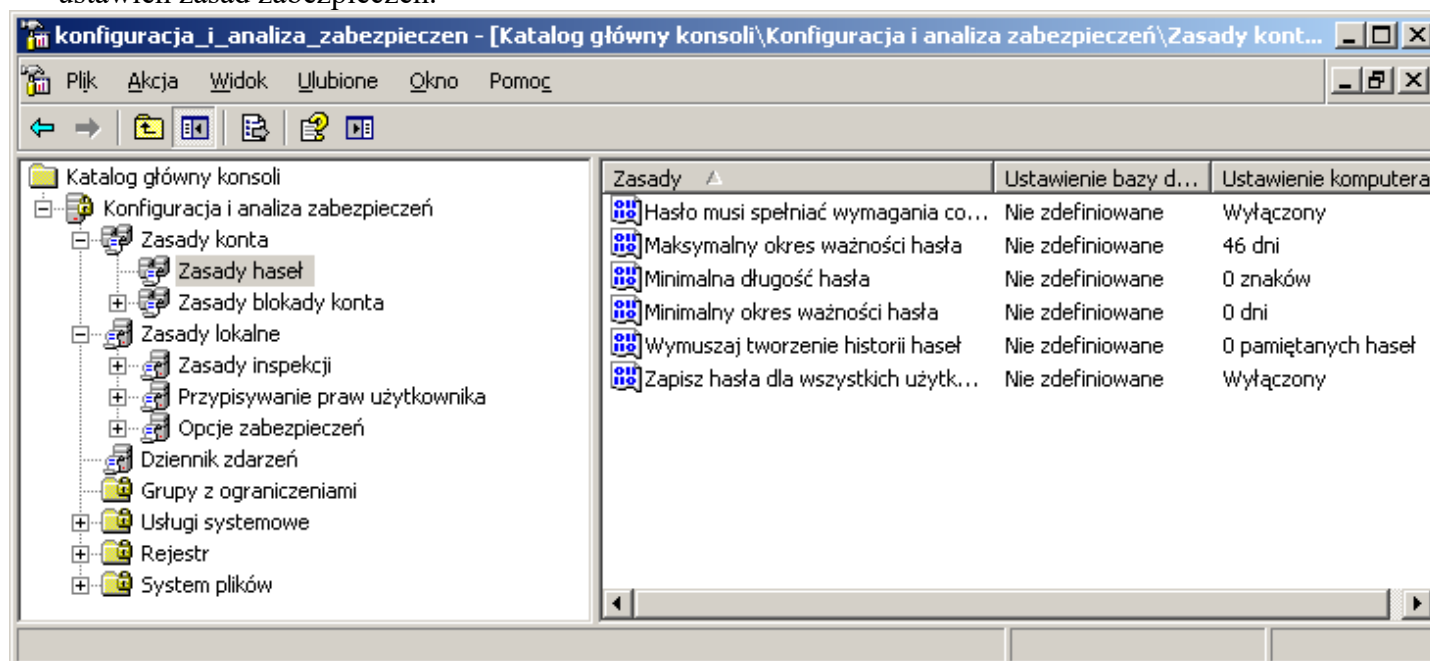 ustawień zasad zabezpieczeń.
konfiguracja_i_analiza_zabezpieczen - [Katalog główny konsoli\Konfiguracja i analiza zabezpieczeń\Zasady kont...
Plik Akcja Widok Ulubione Okno Pomoc
Katalog główny konsoli
Konfiguracja i analiza zabezpieczeń
Zasady konta
Zasady haseł
Zasady blokady konta
Zasady lokalne
Zasady inspekcji
Przypisywanie praw użytkownika
Opcje zabezpieczeń
Dziennik zdarzeń
Grupy z ograniczeniami
Usługi systemowe
Rejestr
System plików
Zasady Ustawienie bazy d... Ustawienie komputera
Hasło musi spełniać wymagania co... Nie zdefiniowane Wyłączony
Maksymalny okres ważności hasła Nie zdefiniowane 46 dni
Minimalna długość hasła Nie zdefiniowane 0 znaków
Minimalny okres ważności hasła Nie zdefiniowane 0 dni
Wymuszaj tworzenie historii haseł Nie zdefiniowane 0 pamiętanych haseł
Zapisz hasła dla wszystkich użytk... Nie zdefiniowane Wyłączony